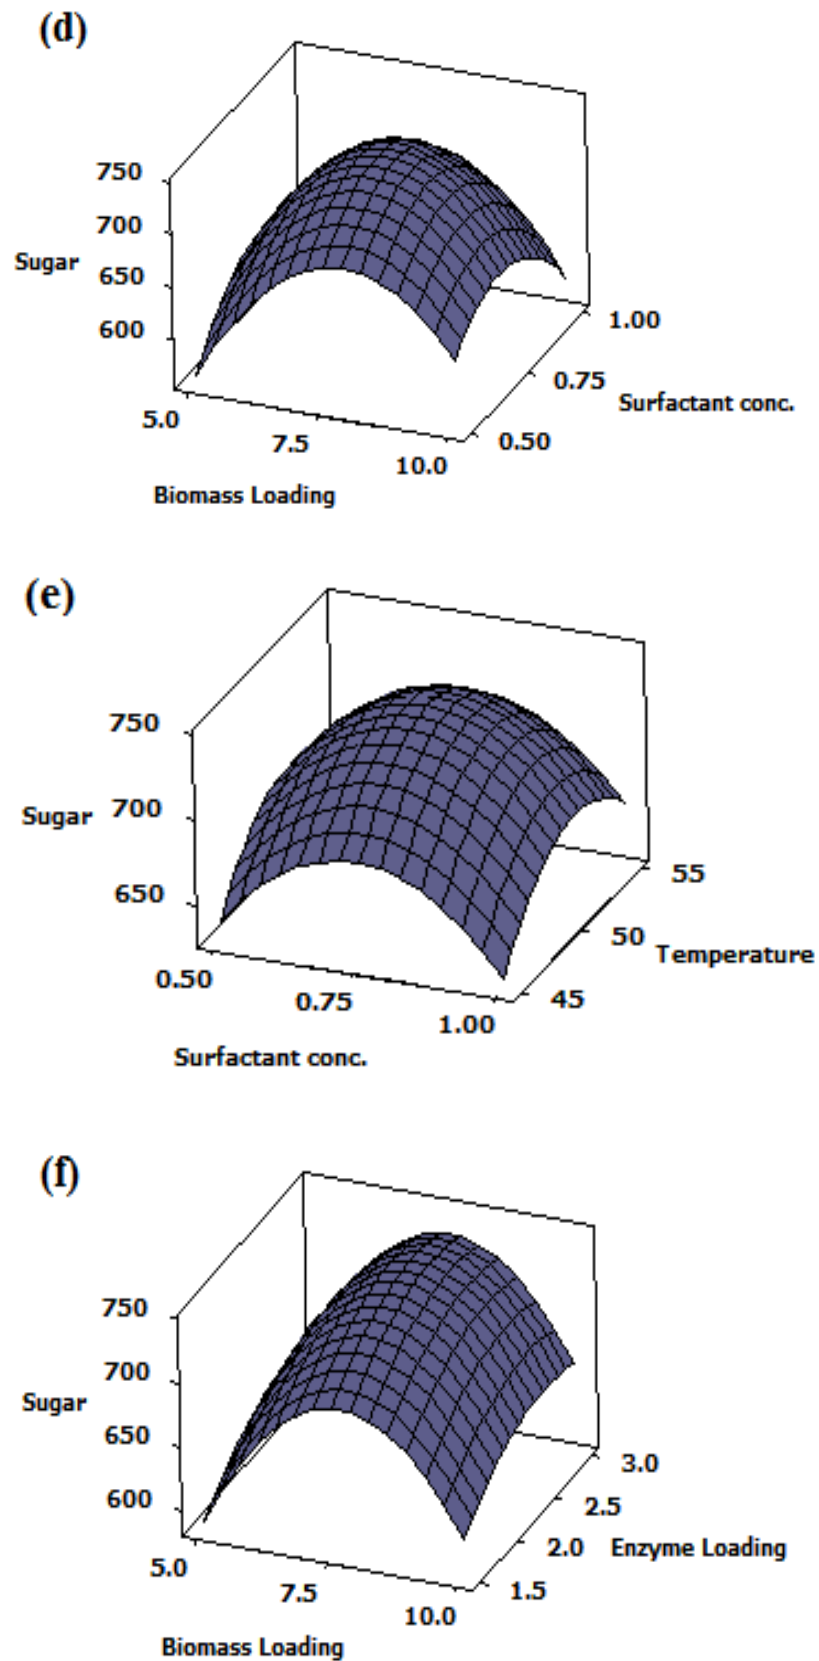 (d)
750
700
Sugar
650
600
1.00
0.75
Surfactant conc.
0.50
5.0
7.5
10.0
Biomass Loading
(e)
750
Sugar
700
650
55
50
Temperature
45
0.50
0.75
1.00
Surfactant conc.
(f)
750
700
Sugar
650
600
3.0
2.5
2.0
Enzyme Loading
1.5
5.0
7.5
10.0
Biomass Loading